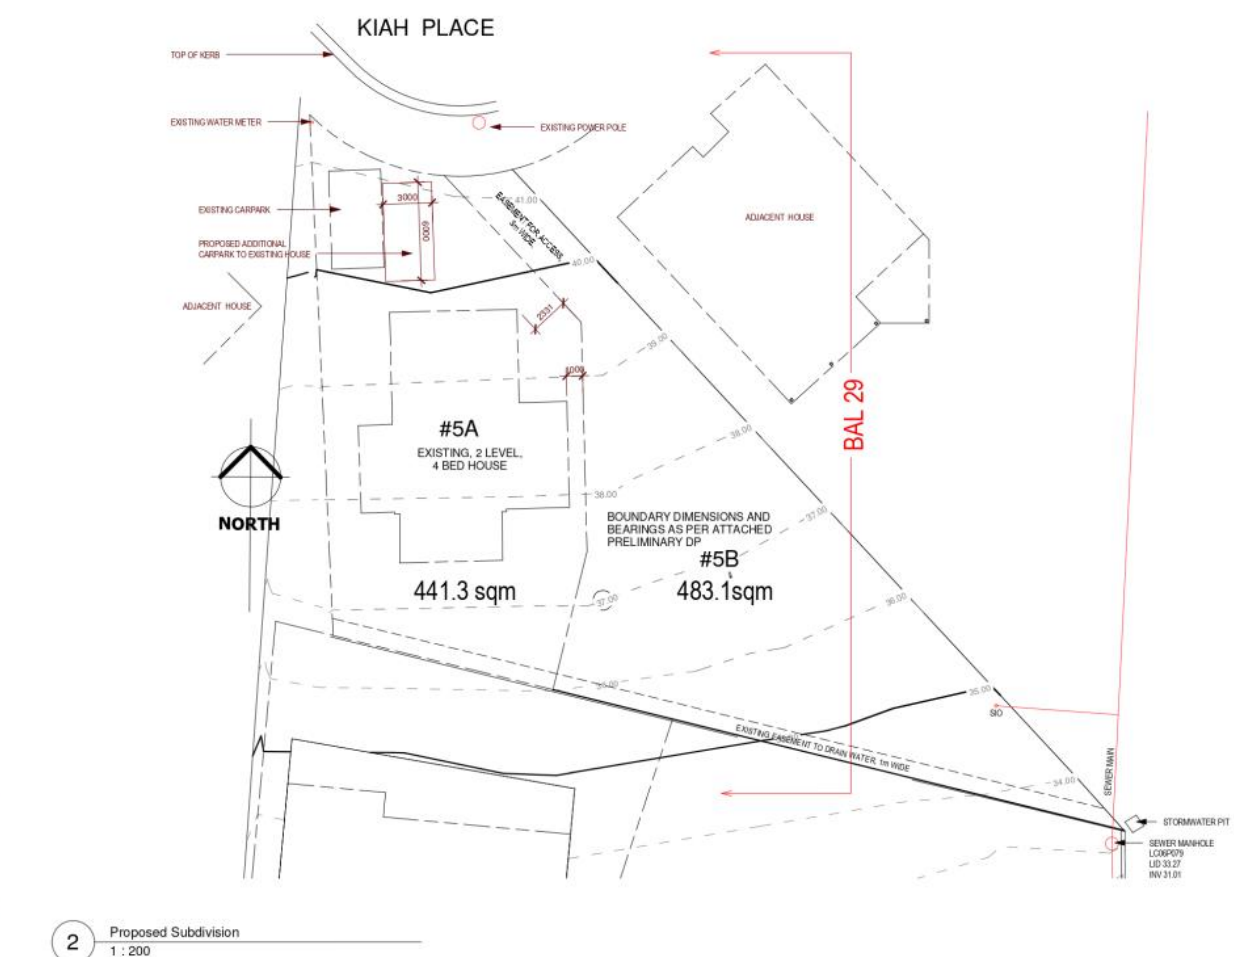 KIAH PLACE
TOP OF KERB
EXISTING WATER METER
EXISTING POWER POLE
EXISTING CARPARK
3000
6000
41.00
EASEMENT FOR ACCESS,
3m WIDE,
ADJACENT HOUSE
PROPOSED ADDITIONAL
CARPARK TO EXISTING HOUSE
40.00
ADJACENT HOUSE
2331
39.00
1000
BAL 29
#5A
EXISTING, 2 LEVEL,
4 BED HOUSE
38.00
38.00
NORTH
BOUNDARY DIMENSIONS AND
BEARINGS AS PER ATTACHED
PRELIMINARY DP
37.00
#5B
441.3 sqm
483.1sqm
37.00
36.00
35.00
SIO
EXISTING EASEMENT TO DRAIN WATER, 1m WIDE
34.00
SEWER MAIN
STORMWATER PIT
SEWER MANHOLE
LC06P079
LID 33.27
INV 31.01
2
Proposed Subdivision
1 : 200